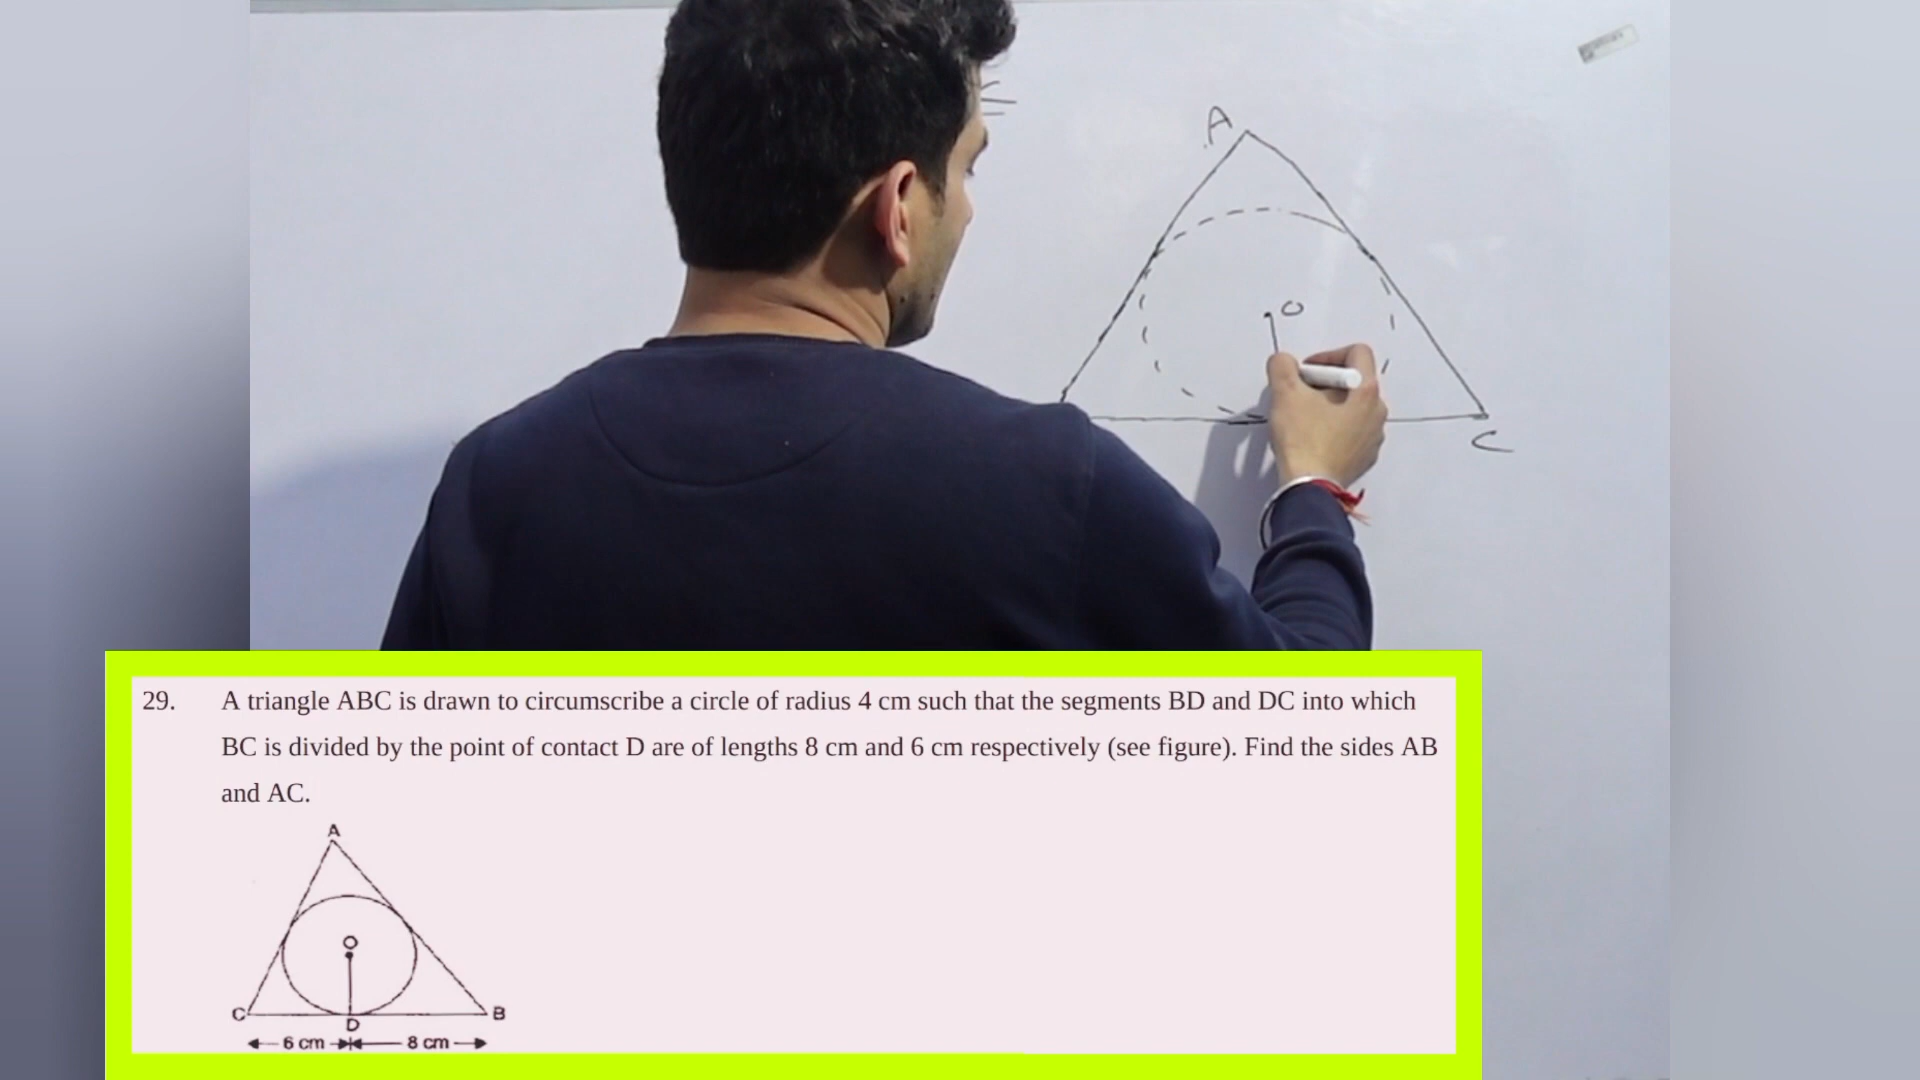 A
O
C
29. A triangle ABC is drawn to circumscribe a circle of radius 4 cm such that the segments BD and DC into which
BC is divided by the point of contact D are of lengths 8 cm and 6 cm respectively (see figure). Find the sides AB
and AC.
A
O
C D B
6 cm 8 cm